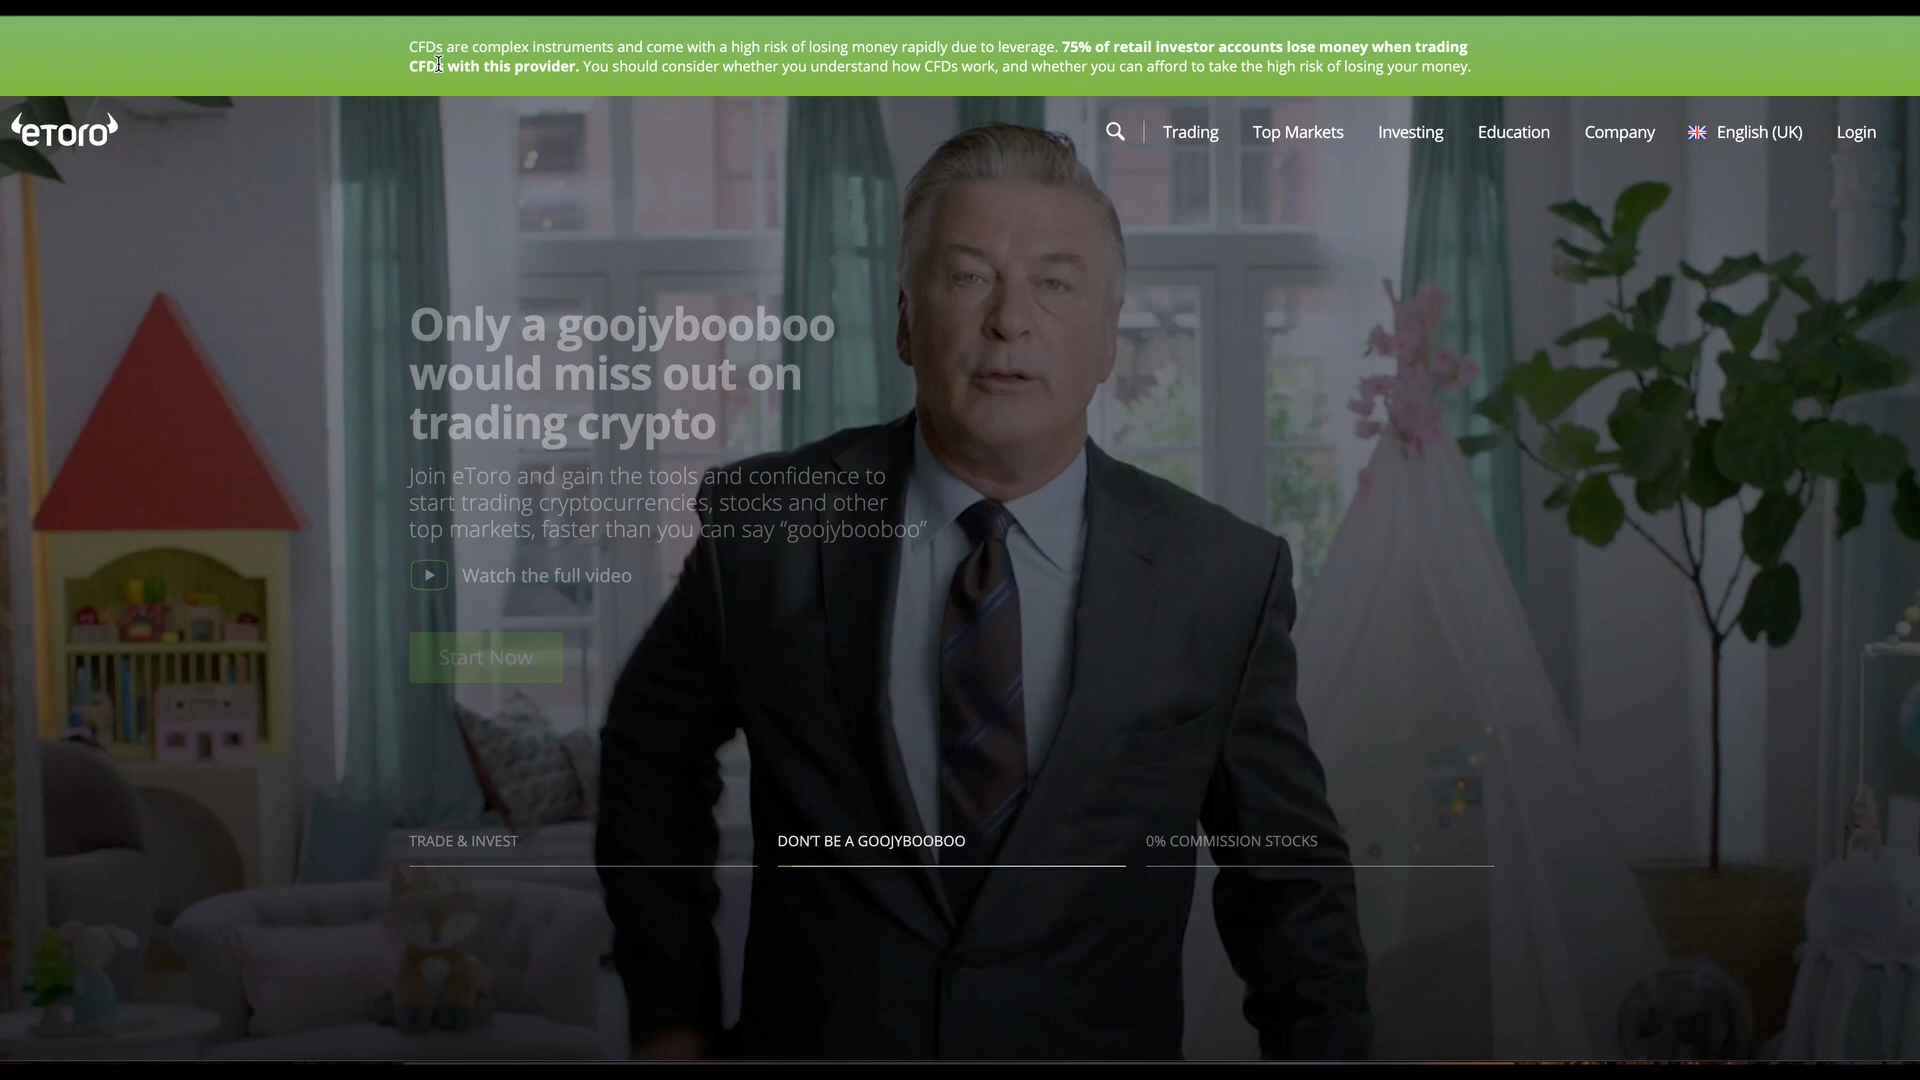 CFDs are complex instruments and come with a high risk of losing money rapidly due to leverage. 75% of retail investor accounts lose money when trading
CFDs with this provider. You should consider whether you understand how CFDs work, and whether you can afford to take the high risk of losing your money.
eToro
Trading
Top Markets
Investing
Education
Company
English (UK)
Login
Only a goojybooboo
would miss out on
trading crypto
Join eToro and gain the tools and confidence to
start trading cryptocurrencies, stocks and other
top markets, faster than you can say “goojybooboo”
Watch the full video
Start Now
TRADE & INVEST
DON'T BE A GOOJYBOOBOO
0% COMMISSION STOCKS